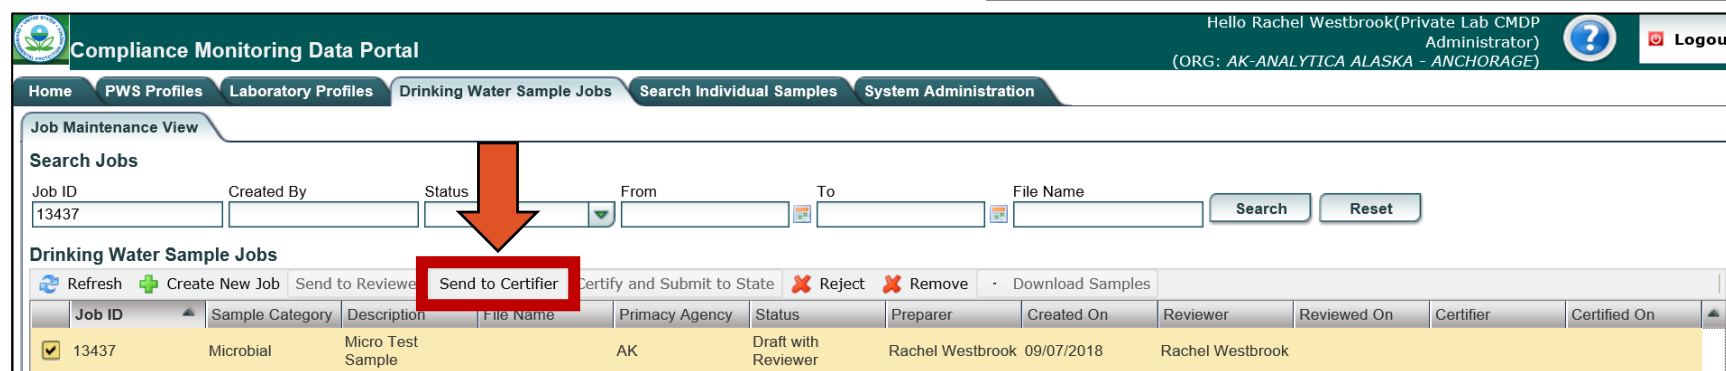 Hello Rachel Westbrook(Private Lab CMDP
Administrator)
(ORG: AK-ANALYTICA ALASKA - ANCHORAGE)
Logou
Compliance Monitoring Data Portal
Home PWS Profiles Laboratory Profiles Drinking Water Sample Jobs Search Individual Samples System Administration
Job Maintenance View
Search Jobs
Job ID Created By Status From To File Name
13437 Search Reset
Drinking Water Sample Jobs
Refresh Create New Job Send to Reviewe Send to Certifier Certify and Submit to State Reject Remove Download Samples
Job ID Sample Category Description File Name Primacy Agency Status Preparer Created On Reviewer Reviewed On Certifier Certified On
13437 Microbial Micro Test Sample AK Draft with Reviewer Rachel Westbrook 09/07/2018 Rachel Westbrook